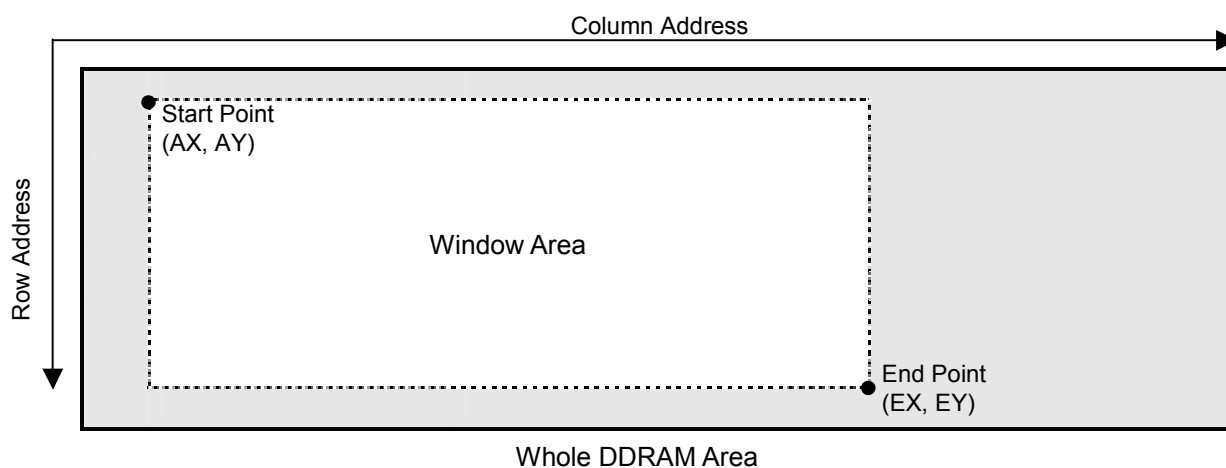 Column Address
Start Point
(AX, AY)
Row Address
Window Area
End Point
(EX, EY)
Whole DDRAM Area